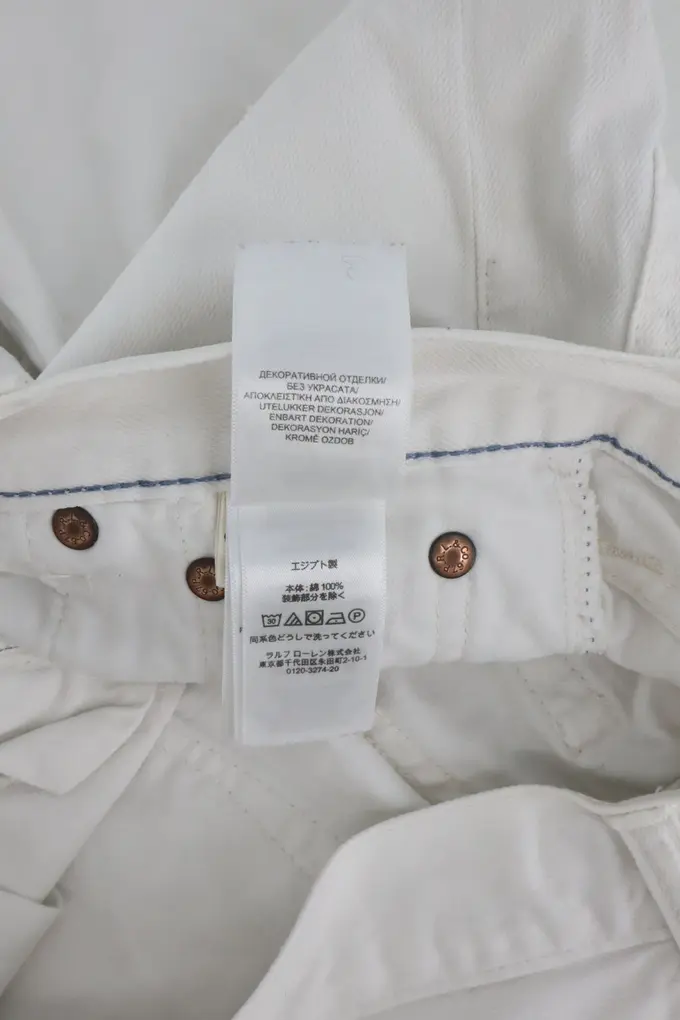 ДЕКОРАТИВНОЙ ОТДЕЛКИ/
БЕЗ УКРАСАТА/
ΑΠΟΚΛΕΙΣΤΙΚΗ ΑΠΟ ΔΙΑΚΟΣΜΗΣΗ/
UTELUKKER DEKORASJON/
ENBART DEKORATION/
DEKORASYON HARİÇ/
KROMĚ OZDOB
エジプト製
本体:綿 100%
装飾部分を除く
30 P
同系色どうしで洗ってください
ラルフ ローレン株式会社
東京都千代田区永田町2-10-1
0120-3274-20
R.L&CO.